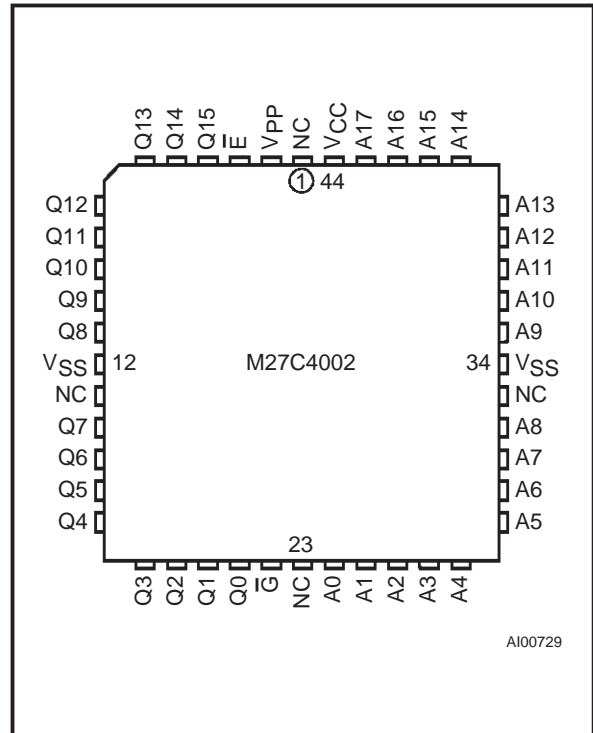 Q13 Q14 Q15 E̅ VPP NC VCC A17 A16 A15 A14
1 44
Q12 A13
Q11 A12
Q10 A11
Q9 A10
Q8 A9
VSS 12 M27C4002 34 VSS
NC NC
Q7 A8
Q6 A7
Q5 A6
Q4 A5
23
Q3 Q2 Q1 Q0 G̅ NC A0 A1 A2 A3 A4
AI00729